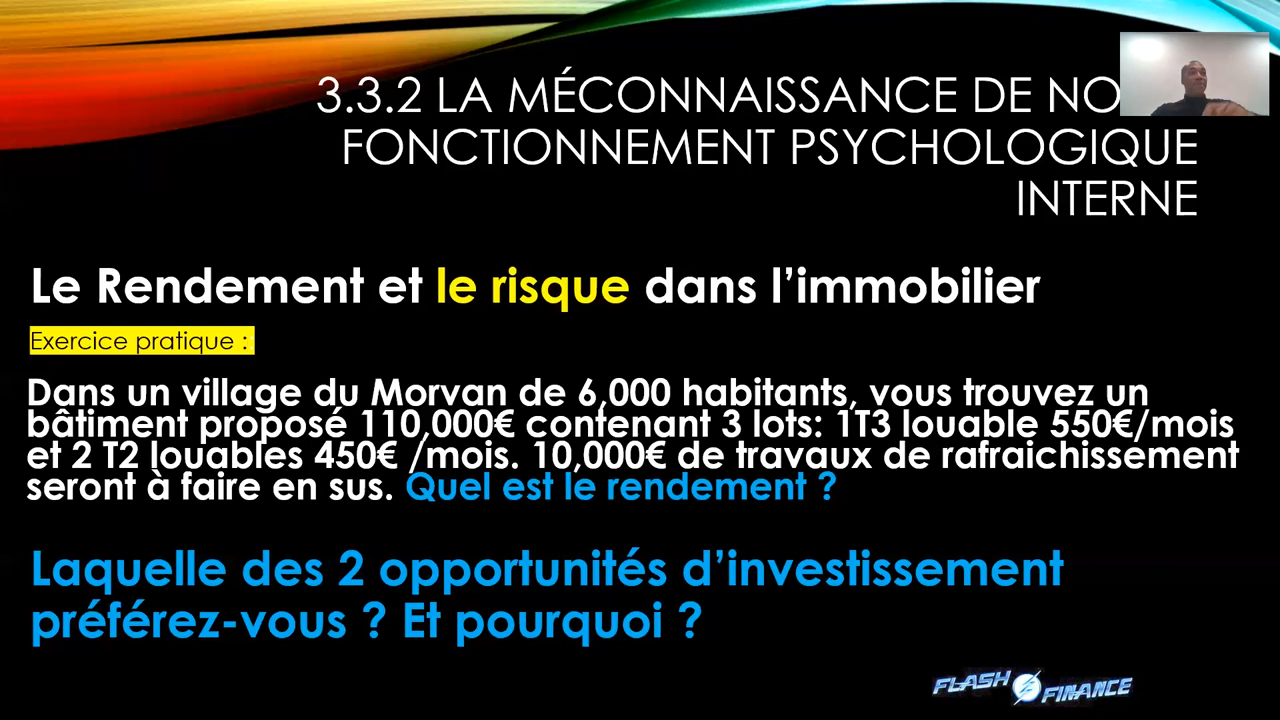 3.3.2 LA MÉCONNAISSANCE DE
FONCTIONNEMENT PSYCHOLOGIQUE
INTERNE
Le Rendement et le risque dans l’immobilier
Exercice pratique :
Dans un village du Morvan de 6,000 habitants, vous trouvez un
bâtiment proposé 110,000€ contenant 3 lots: 1T3 louable 550€/mois
et 2 T2 louables 450€ /mois. 10,000€ de travaux de rafraichissement
seront à faire en sus. Quel est le rendement ?
Laquelle des 2 opportunités d’investissement
préférez-vous ? Et pourquoi ?
FLASH FINANCE